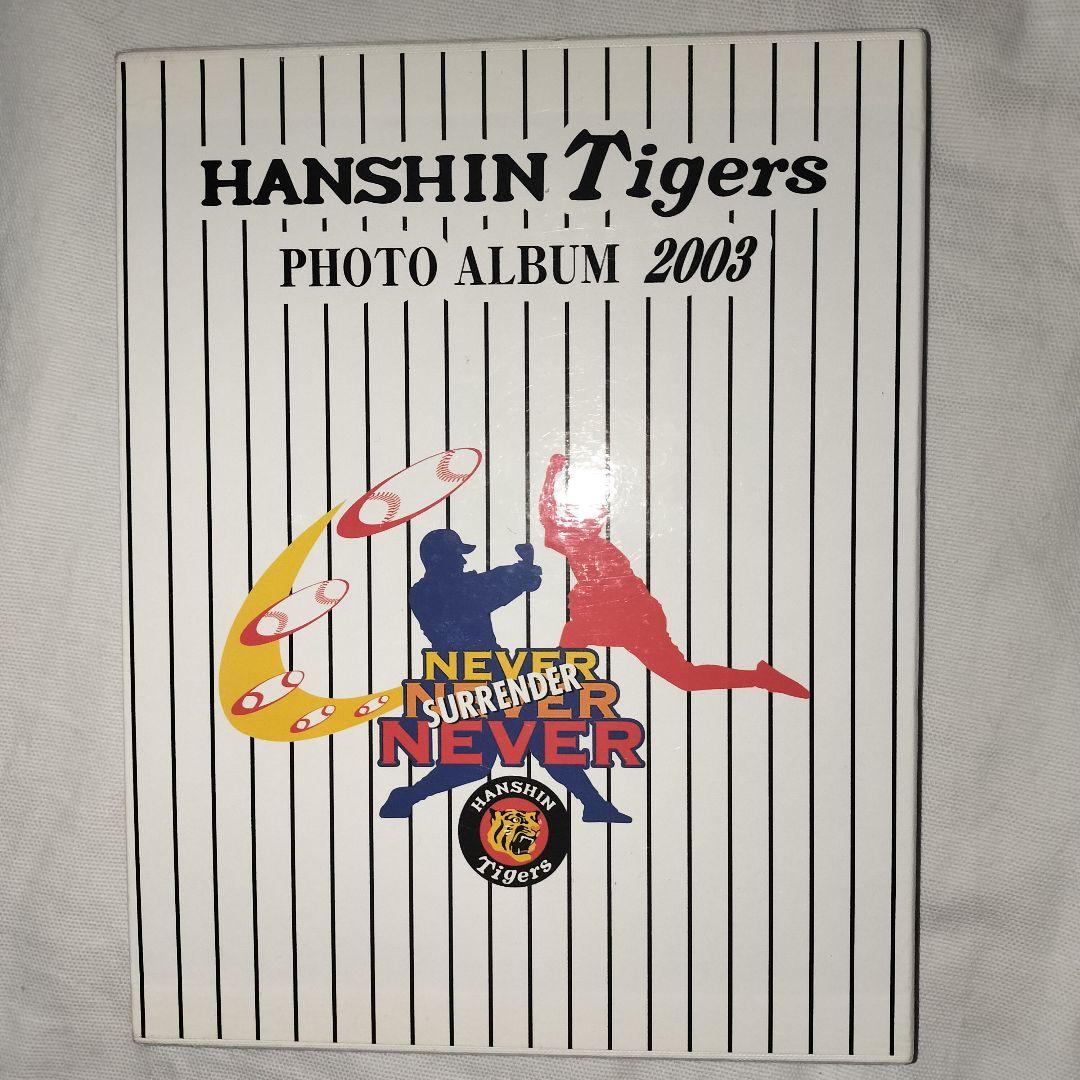 HANSHIN Tigers
PHOTO ALBUM 2003
NEVER
NEVER
SURRENDER
NEVER
HANSHIN
Tigers